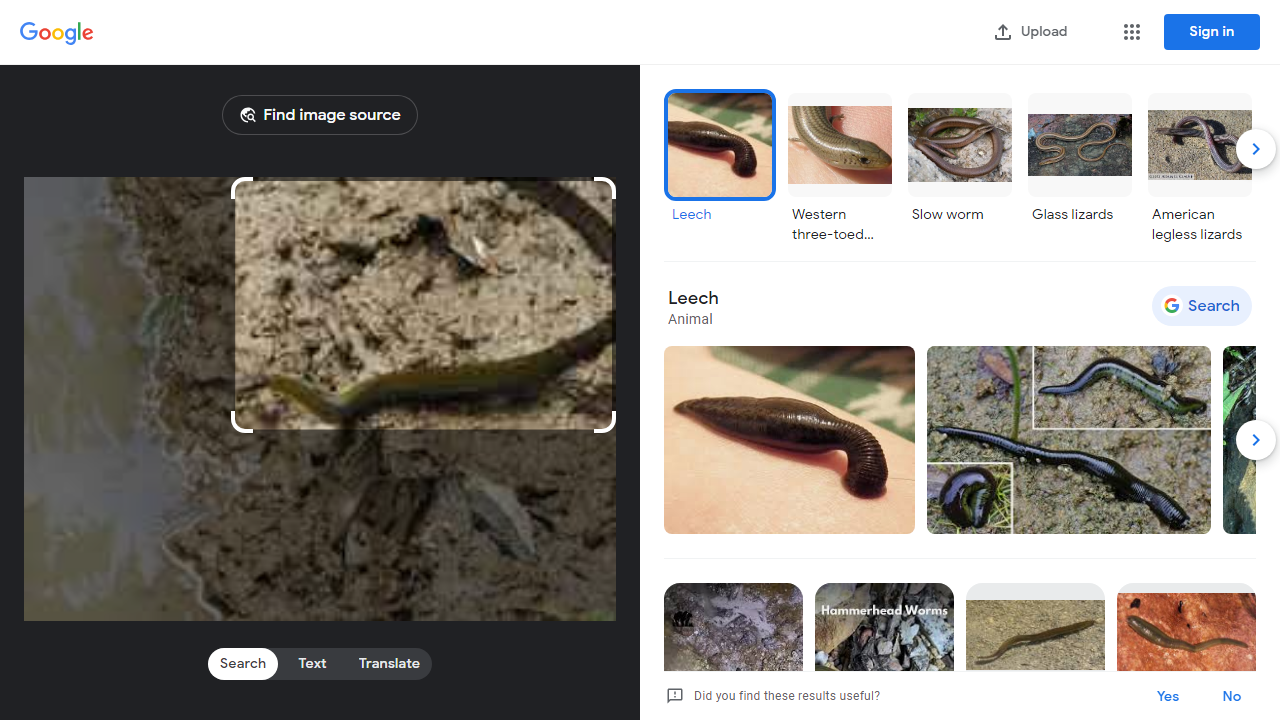 Google
Upload
Sign in
Find image source
Leech
Western
three-toed...
Slow worm
Glass lizards
American
legless lizards
Leech
Animal
Search
Hammerhead Worms
Search
Text
Translate
Did you find these results useful?
Yes
No